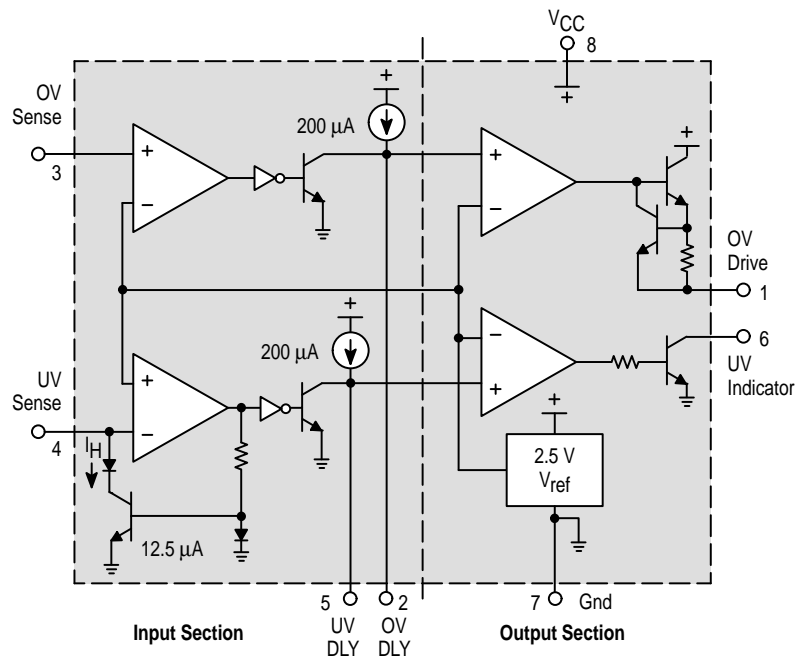 VCC
8
OV
Sense
3
200 µA
+
−
+
−
OV
Drive
1
+
−
200 µA
−
+
6
UV
Indicator
UV
Sense
4
IH
12.5 µA
2.5 V
Vref
+
+
+
+
+
5
UV
DLY
2
OV
DLY
7
Gnd
Input Section
Output Section